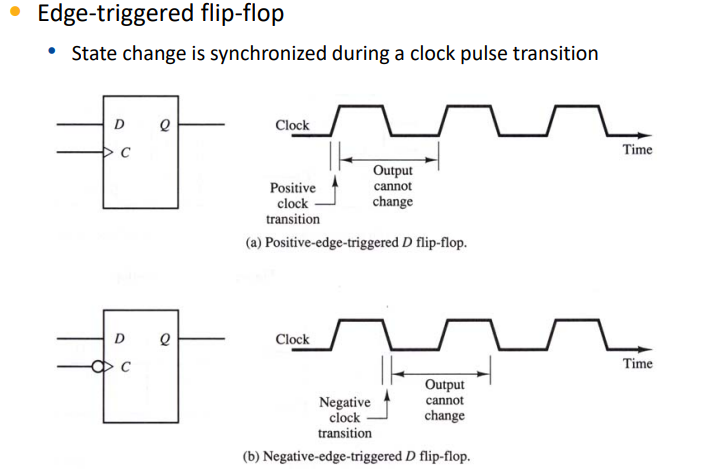 Edge-triggered flip-flop
State change is synchronized during a clock pulse transition
D Q
C
Clock
Time
Positive
clock
transition
Output
cannot
change
(a) Positive-edge-triggered D flip-flop.
D Q
C
Clock
Time
Negative
clock
transition
Output
cannot
change
(b) Negative-edge-triggered D flip-flop.